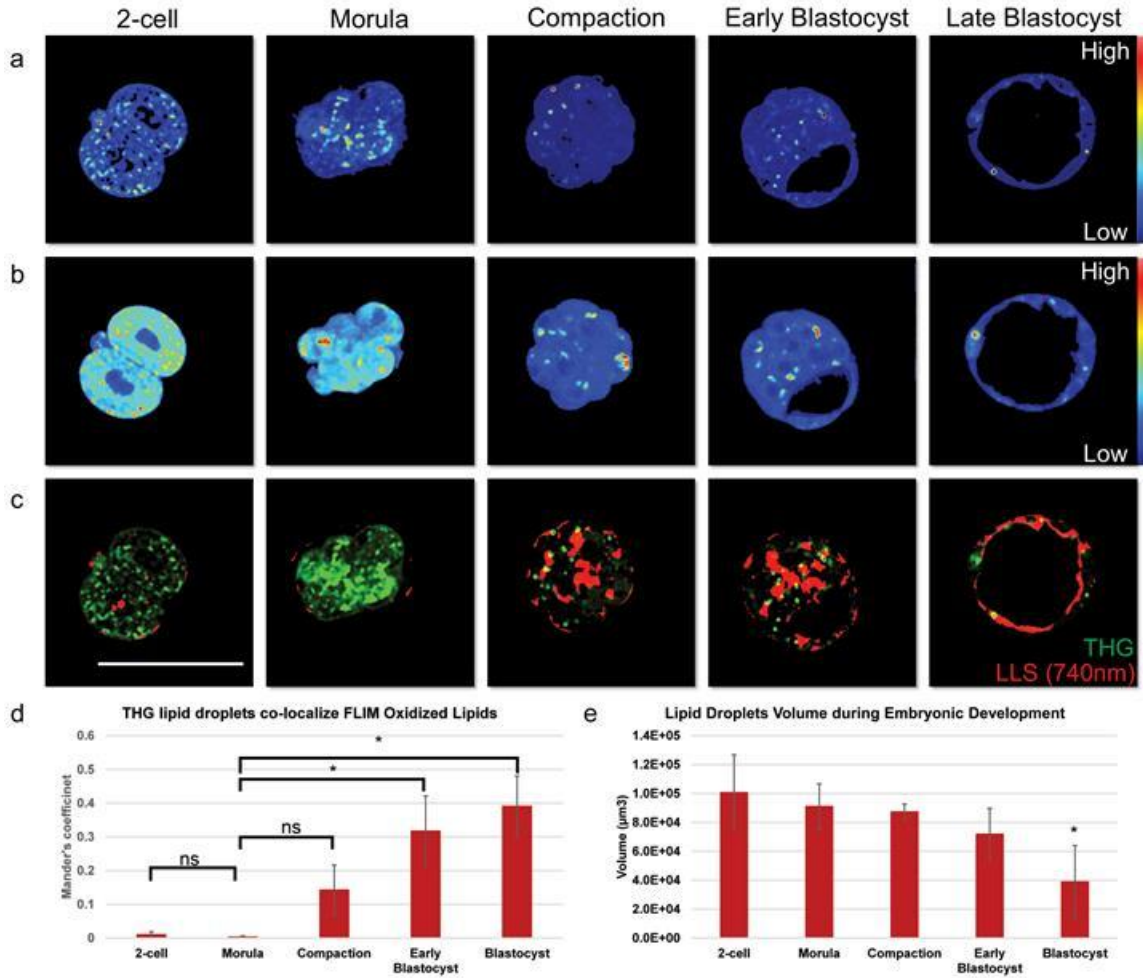 2-cell Morula Compaction Early Blastocyst Late Blastocyst
a
High
Low
b
High
Low
c
THG
LLS (740nm)
d
THG lipid droplets co-localize FLIM Oxidized Lipids
Mander's coefficinet
0.6
0.5
0.4
0.3
0.2
0.1
0
ns
ns
*
*
2-cell Morula Compaction Early Blastocyst Blastocyst
e
Lipid Droplets Volume during Embryonic Development
Volume (µm3)
1.4E+05
1.2E+05
1.0E+05
8.0E+04
6.0E+04
4.0E+04
2.0E+04
0.0E+00
*
2-cell Morula Compaction Early Blastocyst Blastocyst